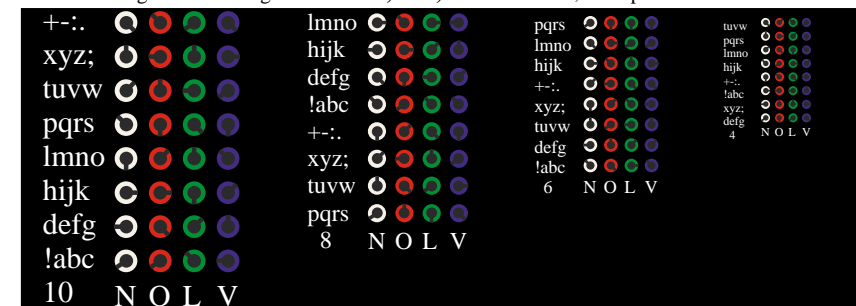 +-:.
xyz;
tuvw
pqrs
lmno
hijk
defg
!abc
10 N O L V
lmno
hijk
defg
!abc
+-:.
xyz;
tuvw
pqrs
8 N O L V
pqrs
lmno
hijk
+-:.
xyz;
tuvw
defg
!abc
6 N O L V
tuvw
pqrs
lmno
hijk
+-:.
!abc
xyz;
defg
4 N O L V